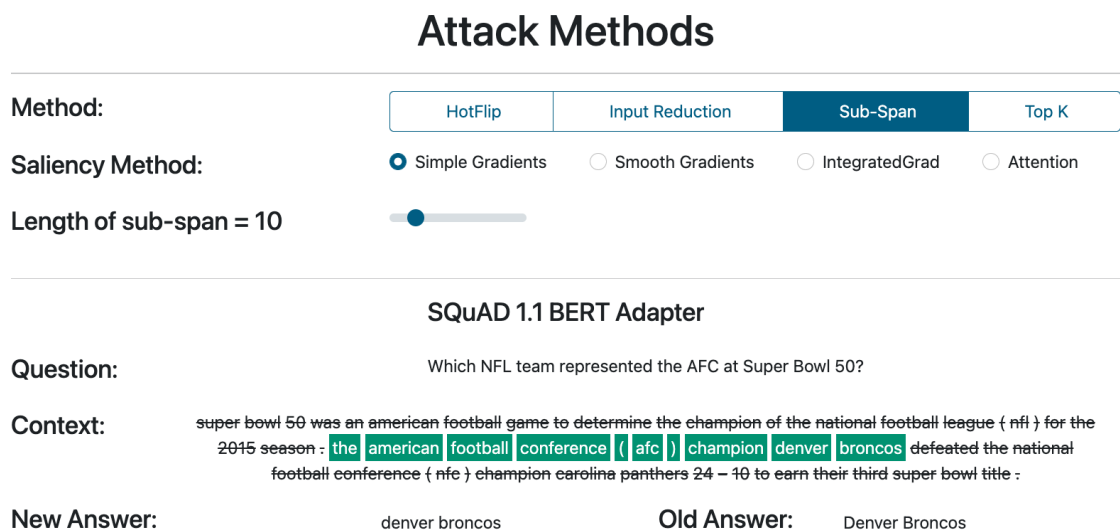 Attack Methods
Method: HotFlip Input Reduction Sub-Span Top K
Saliency Method: Simple Gradients Smooth Gradients IntegratedGrad Attention
Length of sub-span = 10
SQuAD 1.1 BERT Adapter
Question: Which NFL team represented the AFC at Super Bowl 50?
Context: super bowl 50 was an american football game to determine the champion of the national football league ( nfl ) for the
2015 season . the american football conference ( afc ) champion denver broncos defeated the national
football conference ( nfc ) champion carolina panthers 24 – 10 to earn their third super bowl title .
New Answer: denver broncos Old Answer: Denver Broncos